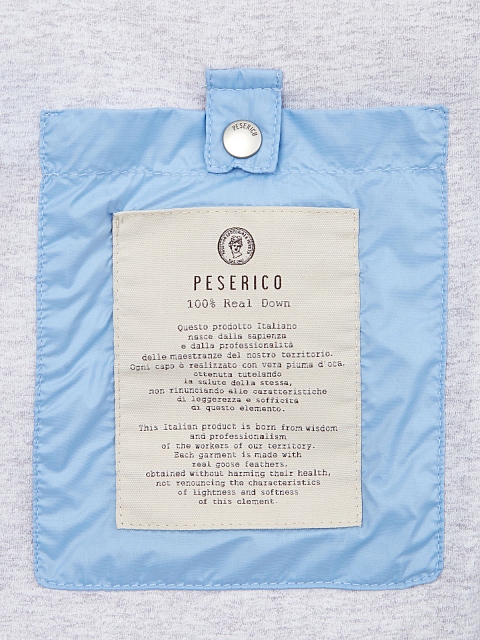 PESERICO
PESERICO
100% Real Down
Questo prodotto Italiano
nasce dalla sapienza
e dalla professionalità
delle maestranze del nostro territorio.
Ogni capo è realizzato con vera piuma d'oca,
ottenuta tutelando
la salute della stessa,
non rinunciando alle caratteristiche
di leggerezza e sofficità
di questo elemento.
This Italian product is born from wisdom
and professionalism
of the workers of our territory.
Each garment is made with
real goose feathers,
obtained without harming their health,
not renouncing the characteristics
of lightness and softness
of this element.